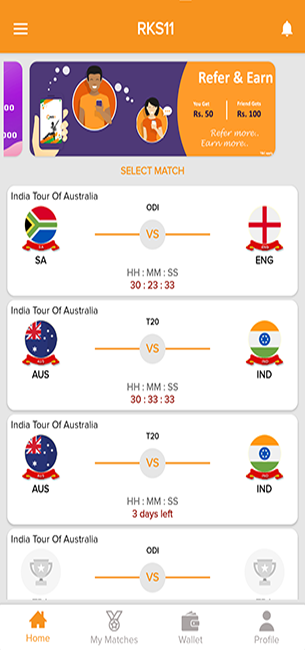 RKS11
00
000
Refer & Earn
You Get
Friend Gets
Rs. 50
Rs. 100
Refer more..
Earn more..
SELECT MATCH
India Tour Of Australia
ODI
VS
SA
ENG
HH : MM : SS
30 : 23 : 33
India Tour Of Australia
T20
VS
AUS
IND
HH : MM : SS
30 : 33 : 33
India Tour Of Australia
T20
VS
AUS
IND
HH : MM : SS
3 days left
India Tour Of Australia
ODI
VS
Home
My Matches
Wallet
Profile